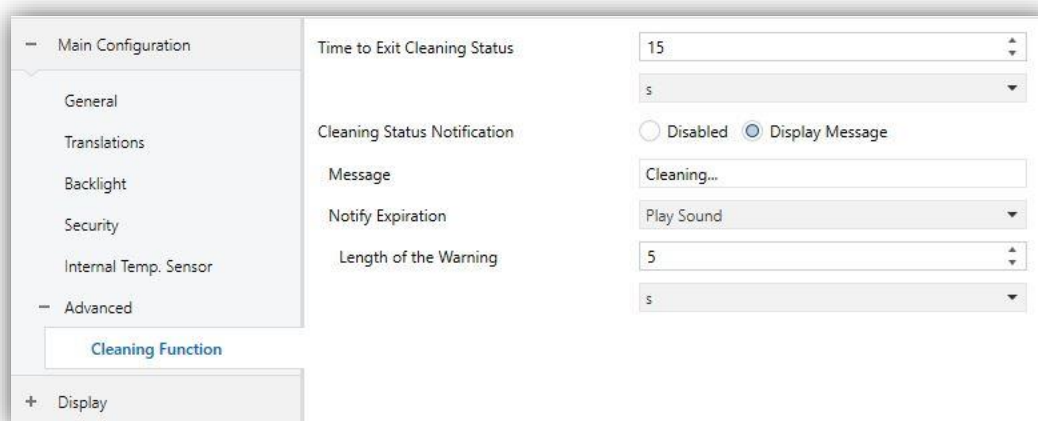 Main Configuration
General
Translations
Backlight
Security
Internal Temp. Sensor
Advanced
Cleaning Function
Display
Time to Exit Cleaning Status
15
s
Cleaning Status Notification
Disabled
Display Message
Message
Cleaning...
Notify Expiration
Play Sound
Length of the Warning
5
s